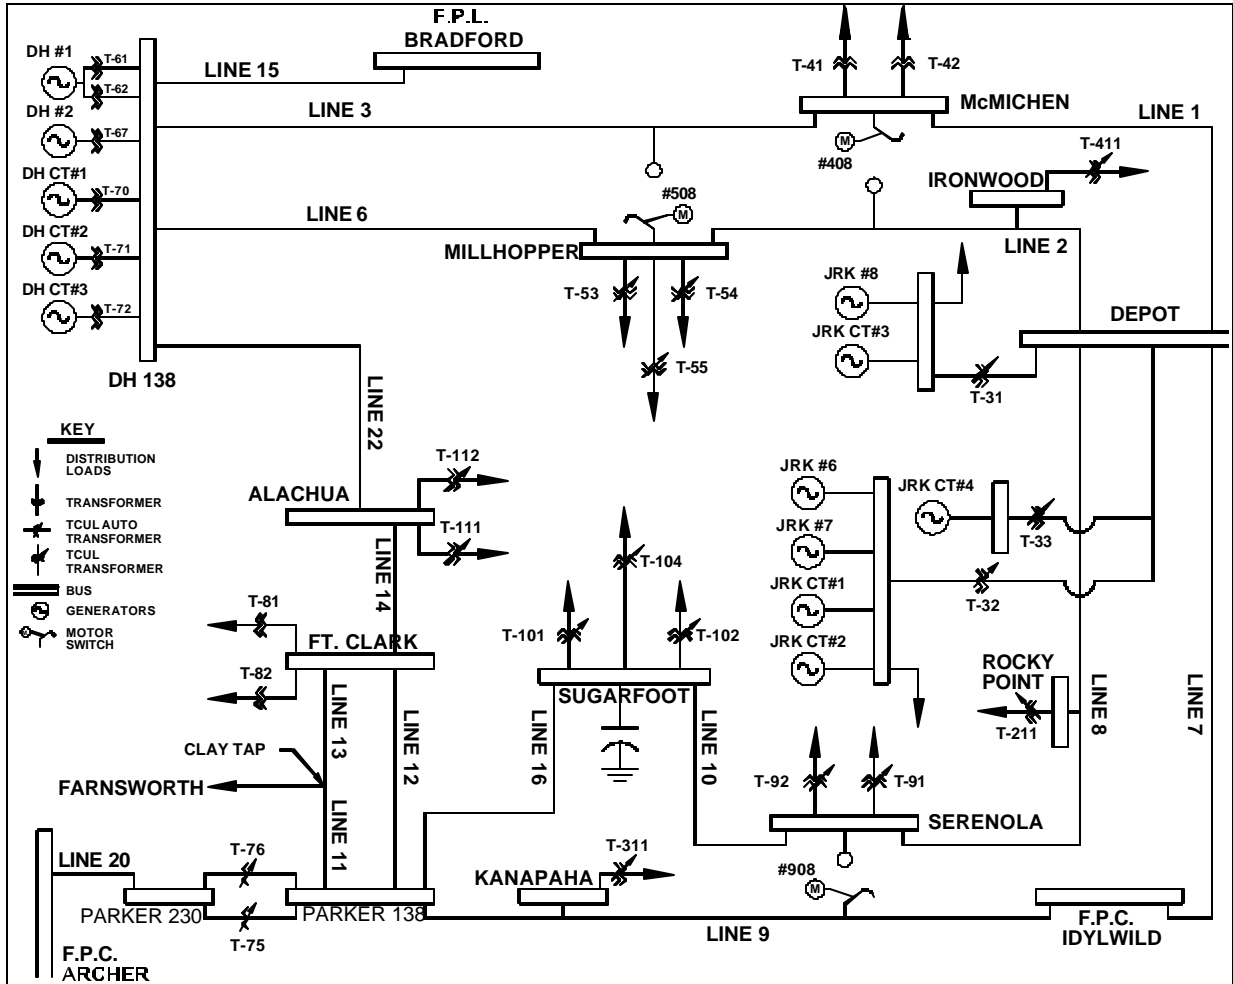 F.P.L.
BRADFORD
DH #1
T-61
T-62
LINE 15
T-41
T-42
McMICHEN
LINE 1
DH #2
T-67
LINE 3
M
#408
T-411
IRONWOOD
DH CT#1
T-70
#508
M
LINE 6
LINE 2
DH CT#2
T-71
MILLHOPPER
DH CT#3
T-72
T-53
T-54
JRK #8
JRK CT#3
DEPOT
T-55
T-31
DH 138
LINE 22
KEY
DISTRIBUTION
LOADS
TRANSFORMER
TCUL AUTO
TRANSFORMER
TCUL
TRANSFORMER
BUS
GENERATORS
M
MOTOR
SWITCH
T-112
ALACHUA
T-111
LINE 14
JRK #6
JRK #7
JRK CT#1
JRK CT#2
JRK CT#4
T-33
T-32
T-104
T-101
T-102
SUGARFOOT
T-81
FT. CLARK
T-82
LINE 13
LINE 12
CLAY TAP
FARNSWORTH
LINE 11
LINE 16
LINE 10
ROCKY
POINT
T-211
LINE 8
LINE 7
T-92
T-91
SERENOLA
LINE 20
T-76
T-75
PARKER 230
PARKER 138
T-311
KANAPAHA
#908
M
LINE 9
F.P.C.
IDYLWILD
F.P.C.
ARCHER